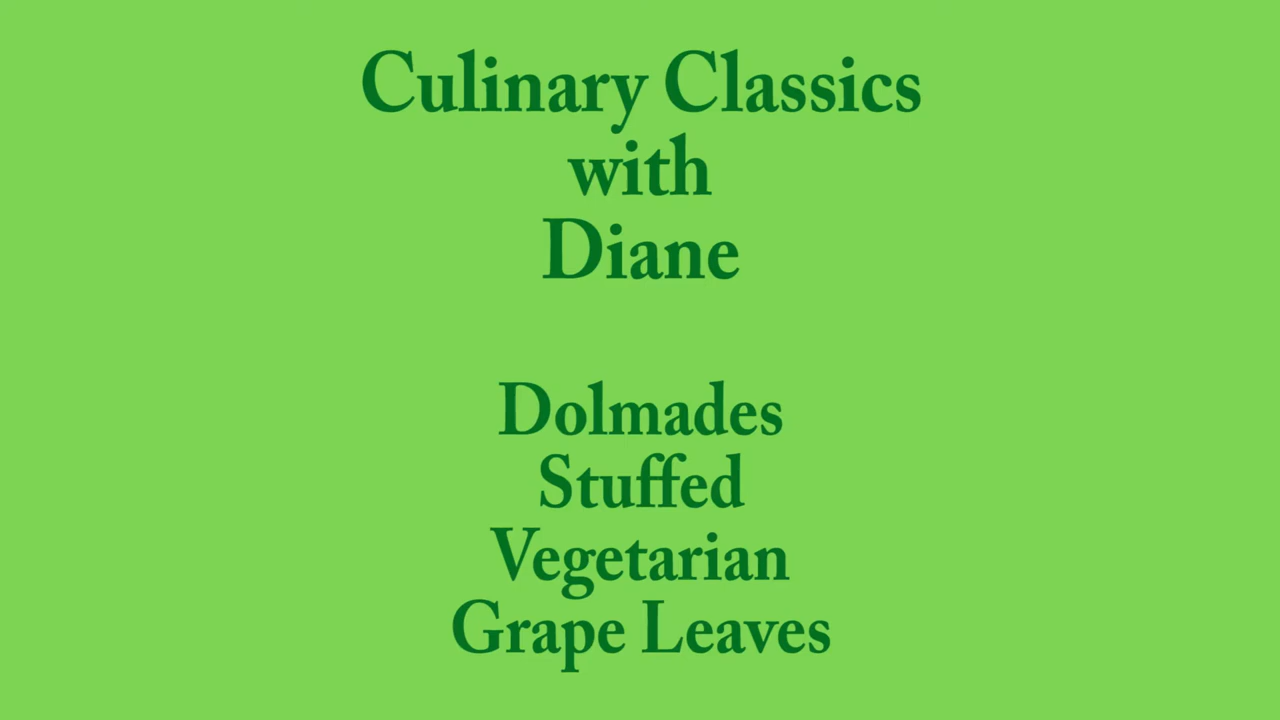 Culinary Classics
with
Diane
Dolmades
Stuffed
Vegetarian
Grape Leaves